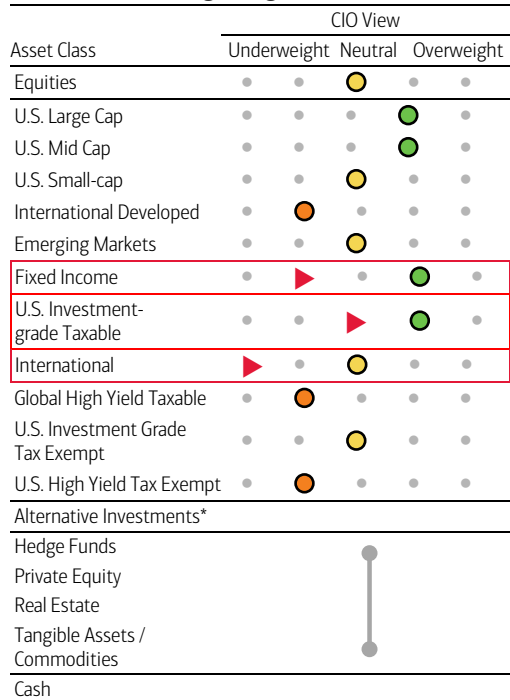 CIO View
Asset Class Underweight Neutral Overweight
Equities
U.S. Large Cap
U.S. Mid Cap
U.S. Small-cap
International Developed
Emerging Markets
Fixed Income
U.S. Investment-
grade Taxable
International
Global High Yield Taxable
U.S. Investment Grade
Tax Exempt
U.S. High Yield Tax Exempt
Alternative Investments*
Hedge Funds
Private Equity
Real Estate
Tangible Assets /
Commodities
Cash